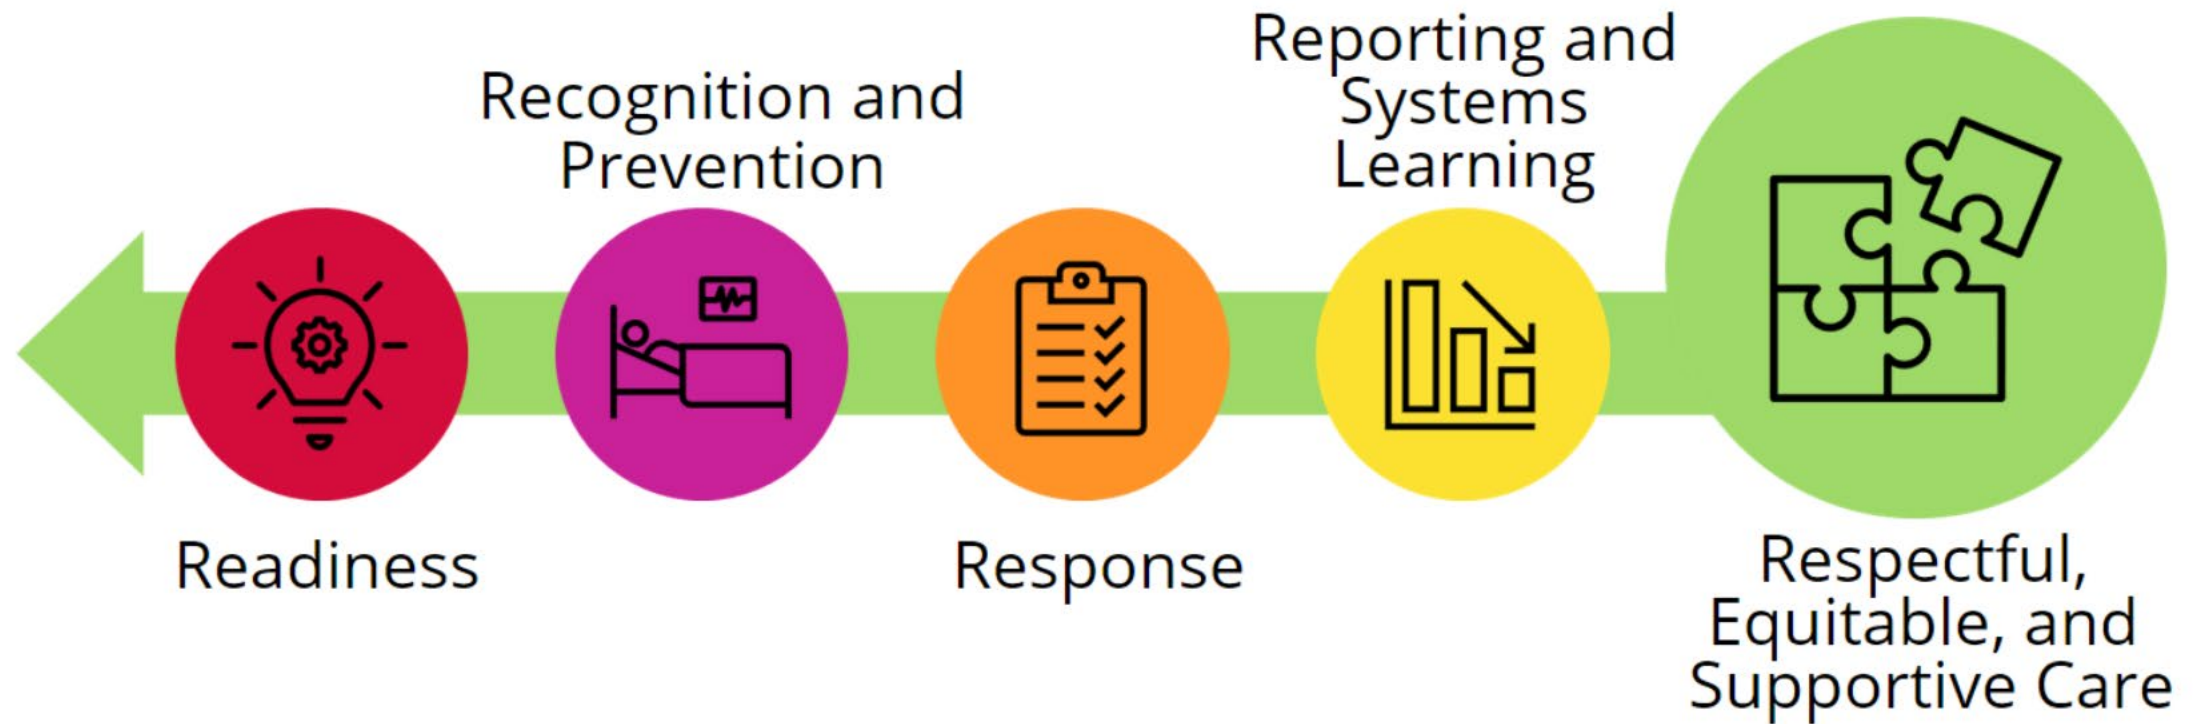 Readiness
Recognition and
Prevention
Response
Reporting and
Systems
Learning
Respectful,
Equitable, and
Supportive Care